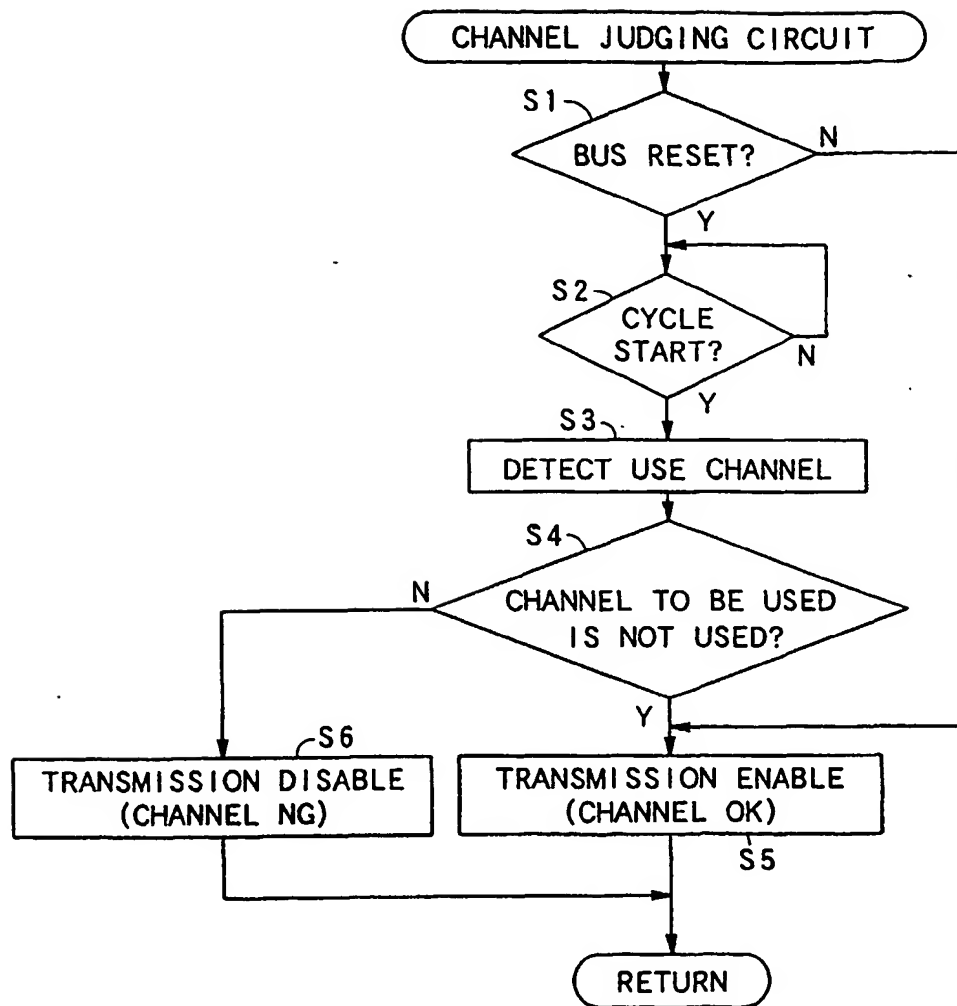 CHANNEL JUDGING CIRCUIT
S1
BUS RESET?
N
Y
S2
CYCLE
START?
N
Y
S3
DETECT USE CHANNEL
S4
N
CHANNEL TO BE USED
IS NOT USED?
Y
S6
TRANSMISSION DISABLE
(CHANNEL NG)
TRANSMISSION ENABLE
(CHANNEL OK)
S5
RETURN